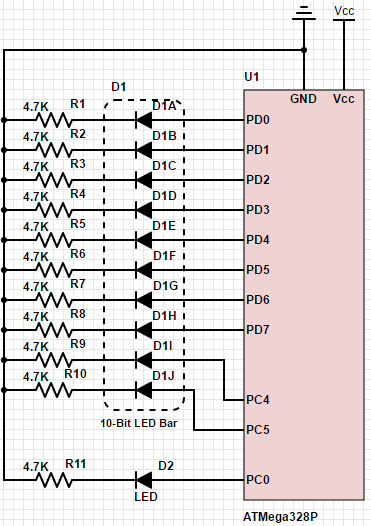 Vcc
D1
U1
GND Vcc
4.7K R1 D1A PD0
4.7K R2 D1B PD1
4.7K R3 D1C PD2
4.7K R4 D1D PD3
4.7K R5 D1E PD4
4.7K R6 D1F PD5
4.7K R7 D1G PD6
4.7K R8 D1H PD7
4.7K R9 D1I
4.7K R10 D1J
PC4
10-Bit LED Bar PC5
4.7K R11 D2 PC0
LED
ATMega328P